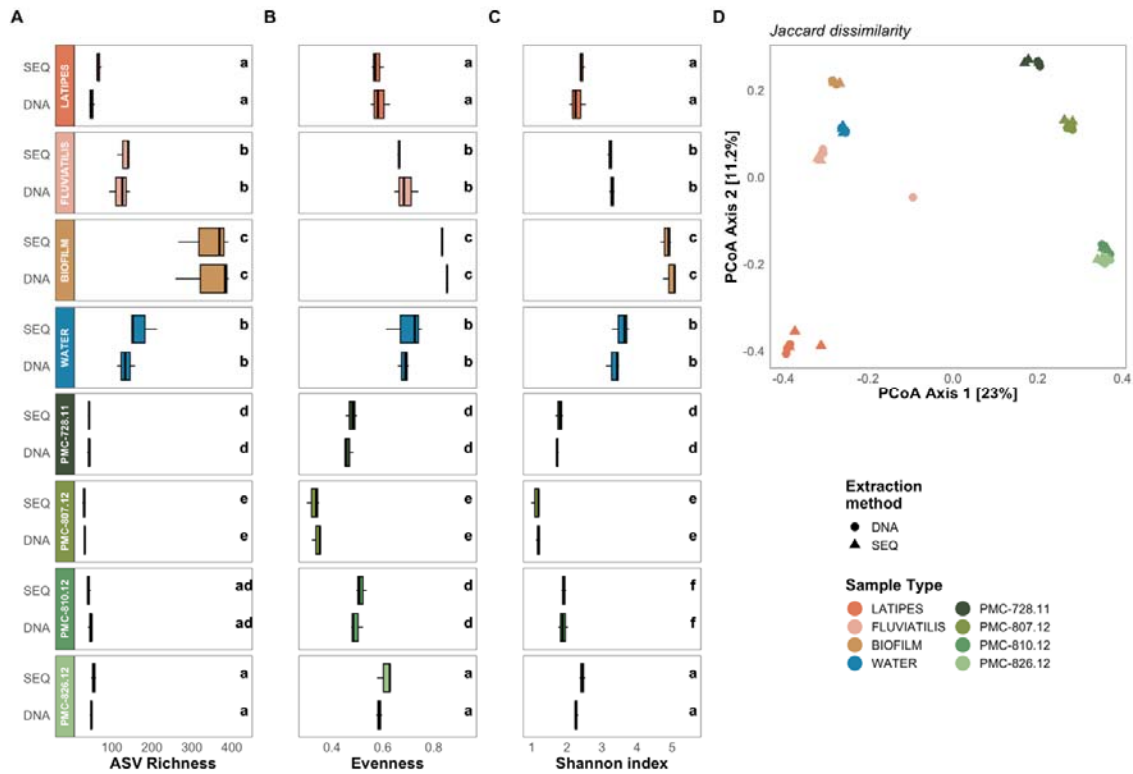 A
B
C
D
Jaccard dissimilarity
LATIPES
SEQ
a
a
a
DNA
a
a
a
FLUVIATILIS
SEQ
b
b
b
DNA
b
b
b
BIOFILM
SEQ
c
c
c
DNA
c
c
c
WATER
SEQ
b
b
b
DNA
b
b
b
PMC-728.11
SEQ
d
d
d
DNA
d
d
d
PMC-807.12
SEQ
e
e
e
DNA
e
e
e
PMC-810.12
SEQ
ad
d
f
DNA
ad
d
f
PMC-826.12
SEQ
a
a
a
DNA
a
a
a
100 200 300 400
ASV Richness
0.4 0.6 0.8
Evenness
1 2 3 4 5
Shannon index
0.2
0.0
-0.2
-0.4
PCoA Axis 2 [11.2%]
-0.4 -0.2 0.0 0.2 0.4
PCoA Axis 1 [23%]
Extraction
method
DNA
SEQ
Sample Type
LATIPES
FLUVIATILIS
BIOFILM
WATER
PMC-728.11
PMC-807.12
PMC-810.12
PMC-826.12